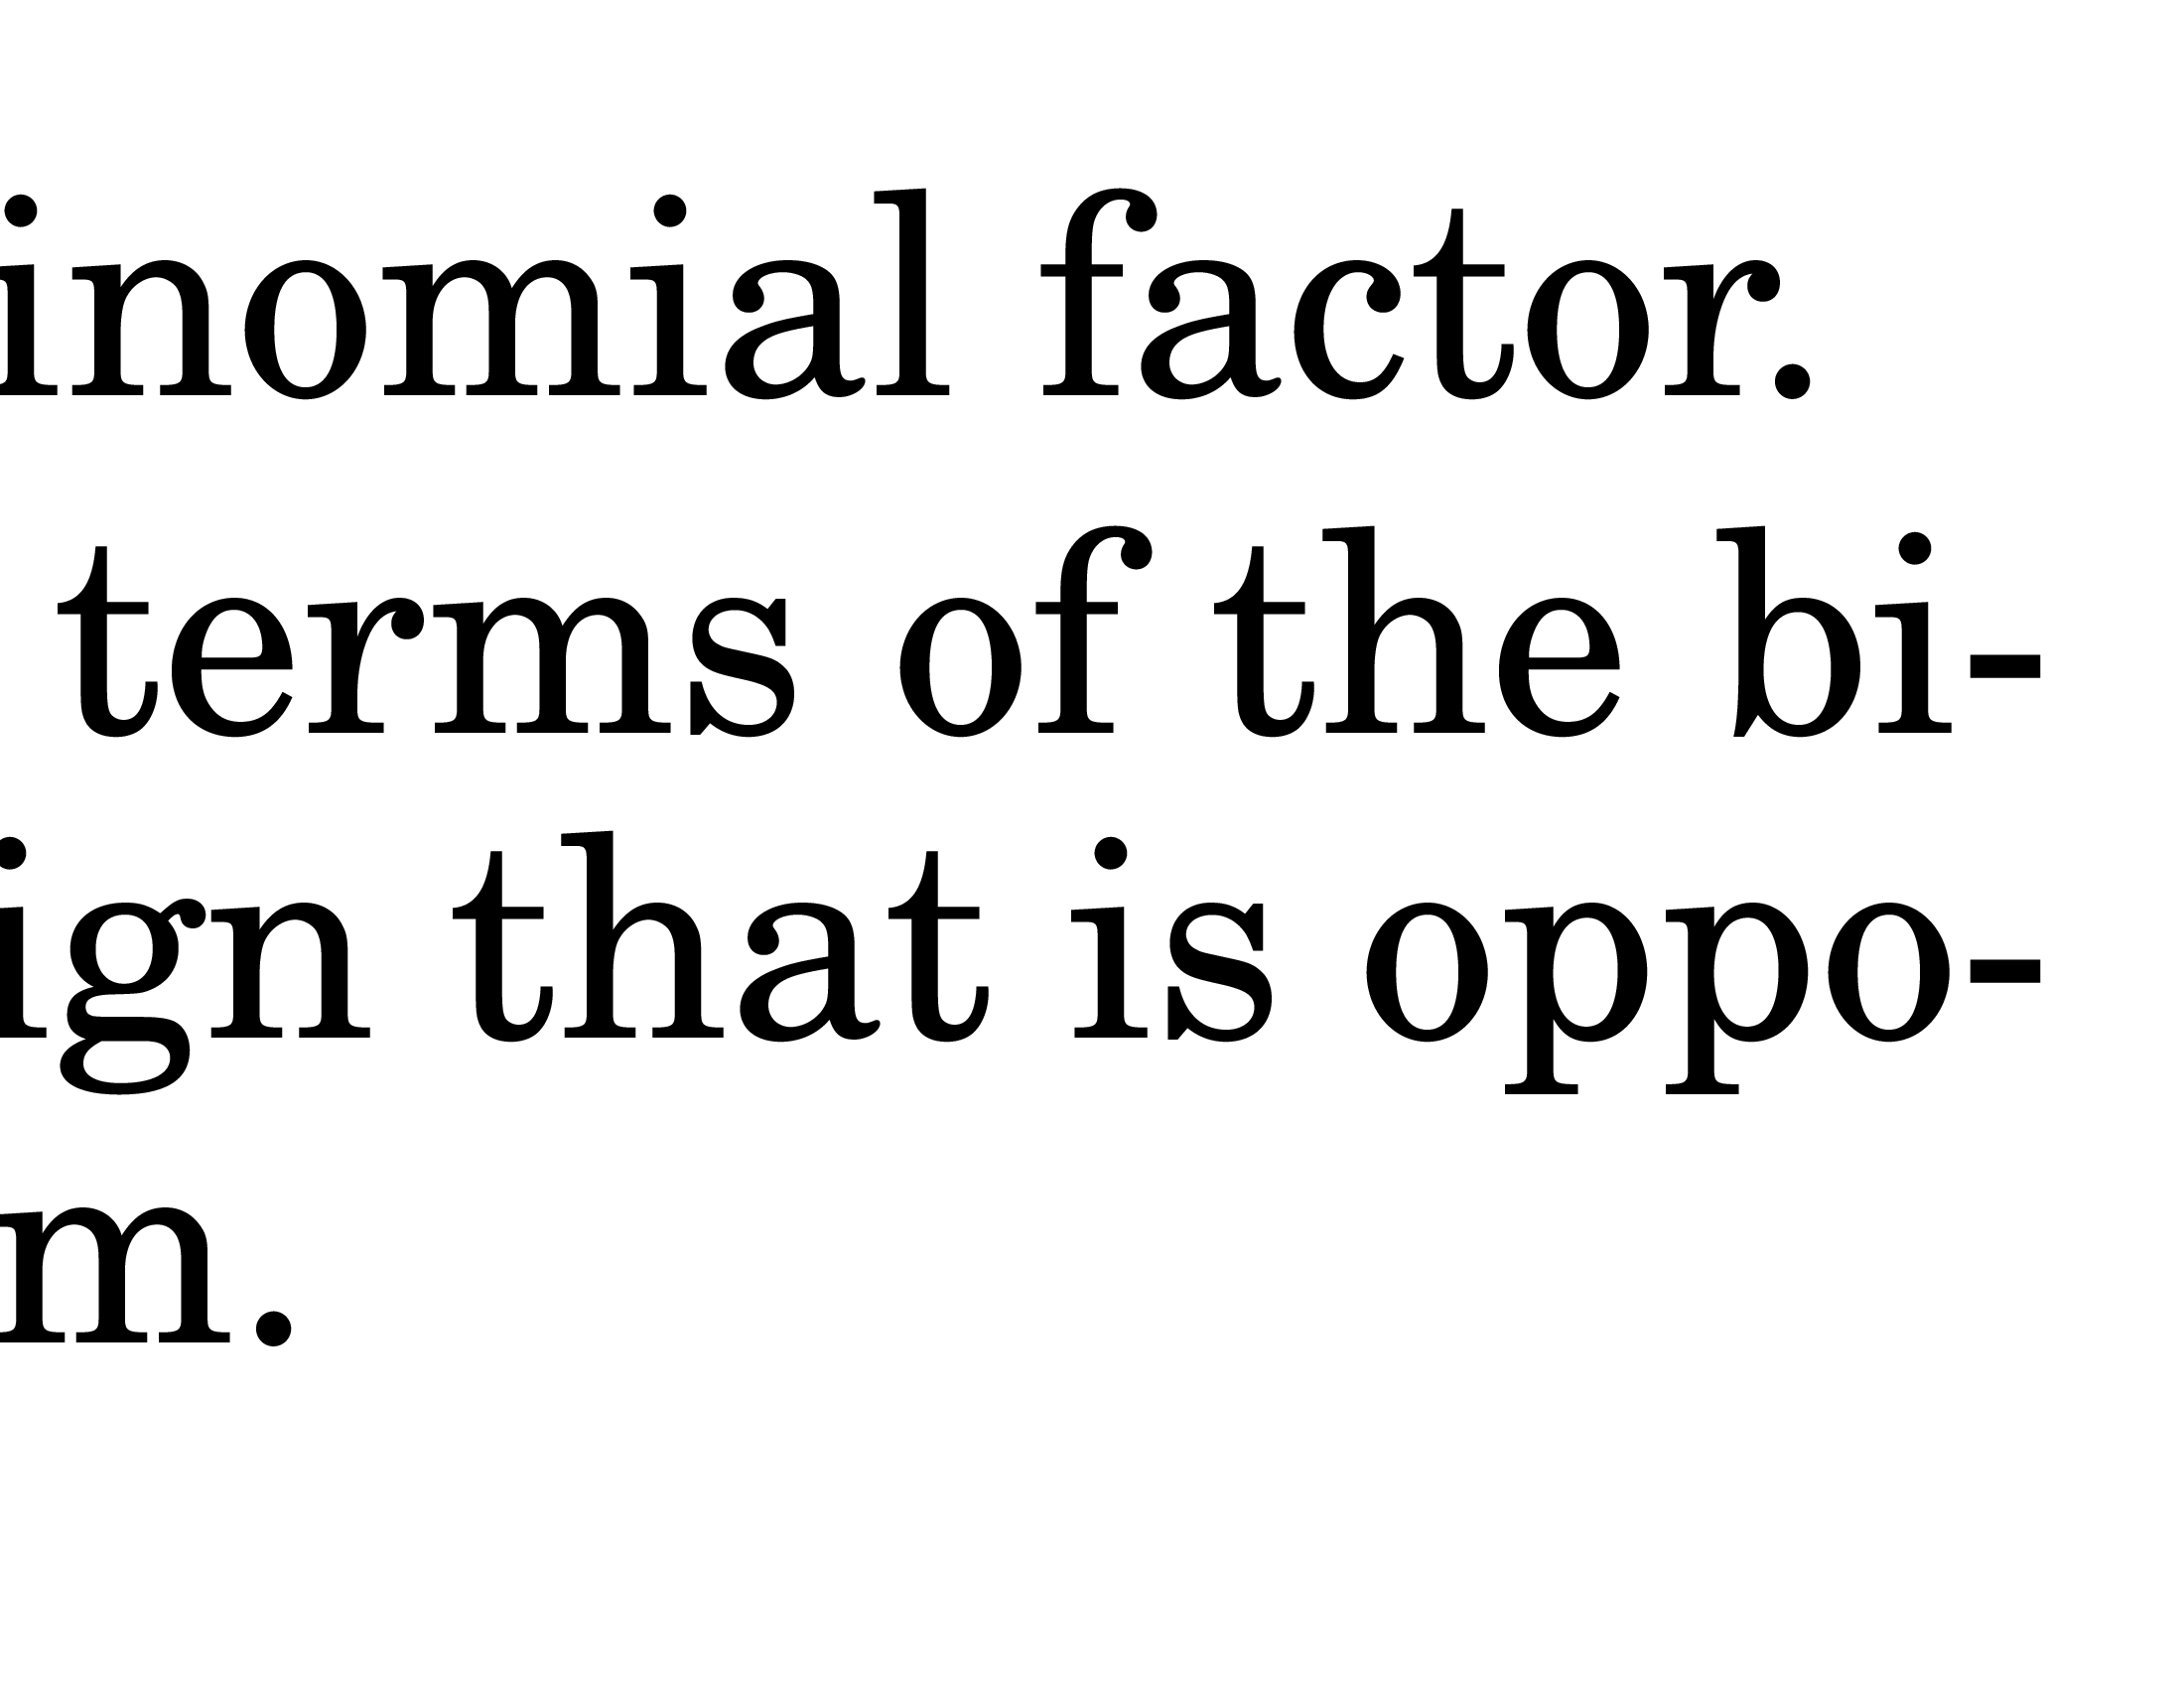 inomial factor.
terms of the bi-
ign that is oppo-
m.